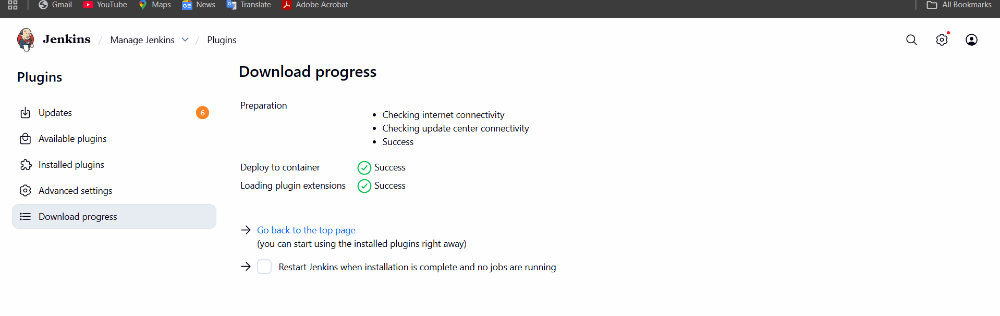 Gmail YouTube Maps News Translate Adobe Acrobat All Bookmarks
Jenkins / Manage Jenkins / Plugins
Plugins
Updates 6
Available plugins
Installed plugins
Advanced settings
Download progress
Download progress
Preparation
• Checking internet connectivity
• Checking update center connectivity
• Success
Deploy to container Success
Loading plugin extensions Success
→ Go back to the top page
(you can start using the installed plugins right away)
→ Restart Jenkins when installation is complete and no jobs are running